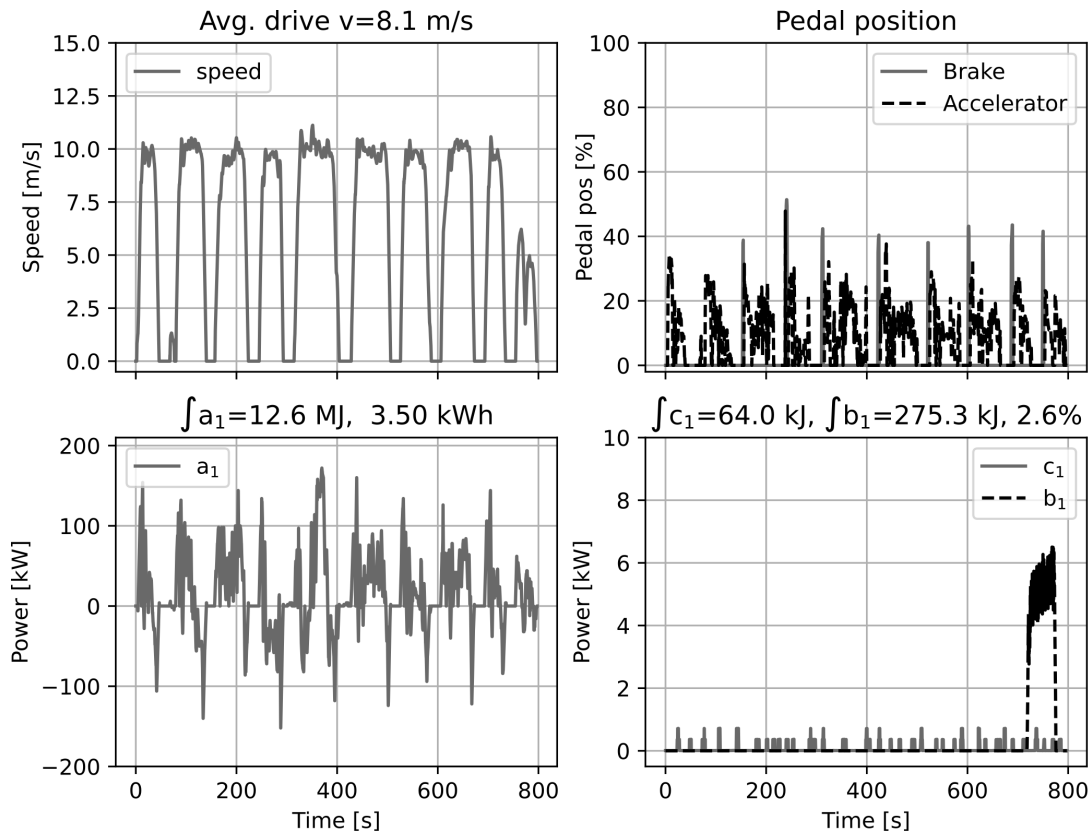 Avg. drive v=8.1 m/s
15.0
12.5
10.0
7.5
5.0
2.5
0.0
Speed [m/s]
speed
Pedal position
100
80
60
40
20
0
Pedal pos [%]
Brake
Accelerator
∫a₁=12.6 MJ, 3.50 kWh
200
100
0
−100
−200
Power [kW]
a₁
0 200 400 600 800
Time [s]
∫c₁=64.0 kJ, ∫b₁=275.3 kJ, 2.6%
10
8
6
4
2
0
Power [kW]
c₁
b₁
0 200 400 600 800
Time [s]